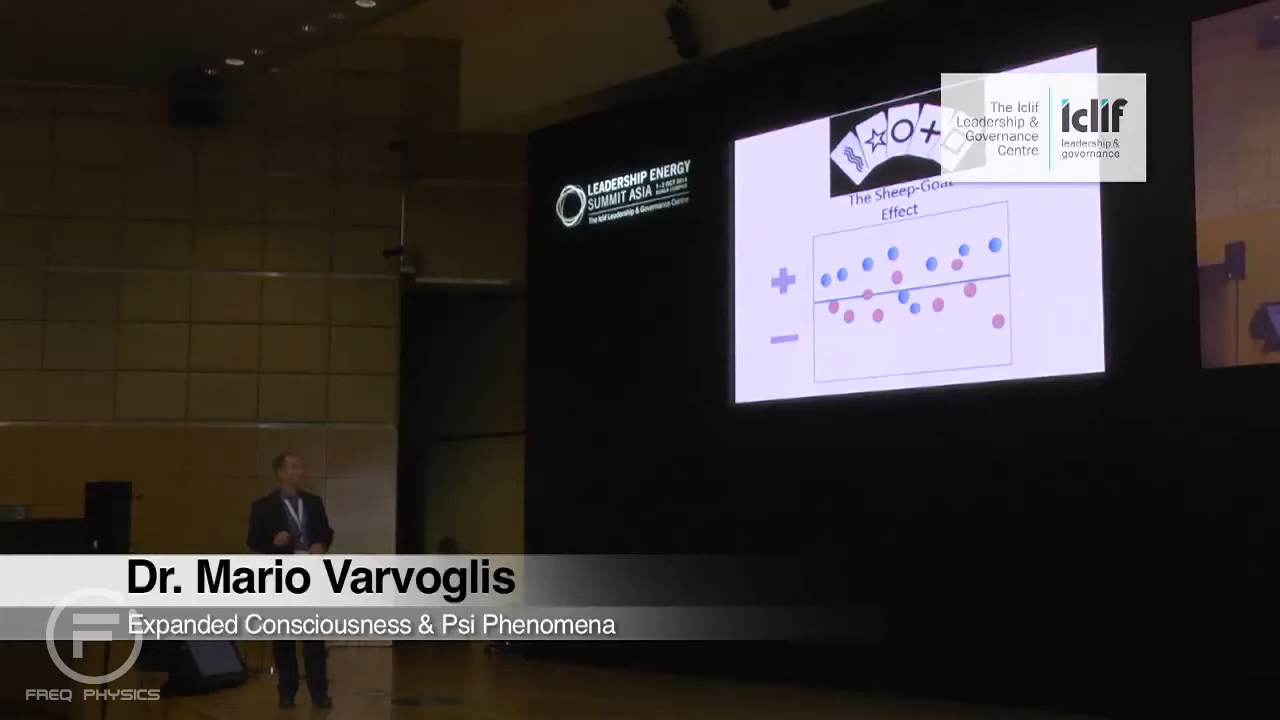 The Iclif
Leadership &
Governance
Centre
iclif
leadership &
governance
LEADERSHIP ENERGY
SUMMIT ASIA
The Iclif Leadership & Governance Centre
The Sheep-Goat
Effect
+
−
Dr. Mario Varvoglis
Expanded Consciousness & Psi Phenomena
F
FREQ PHYSICS